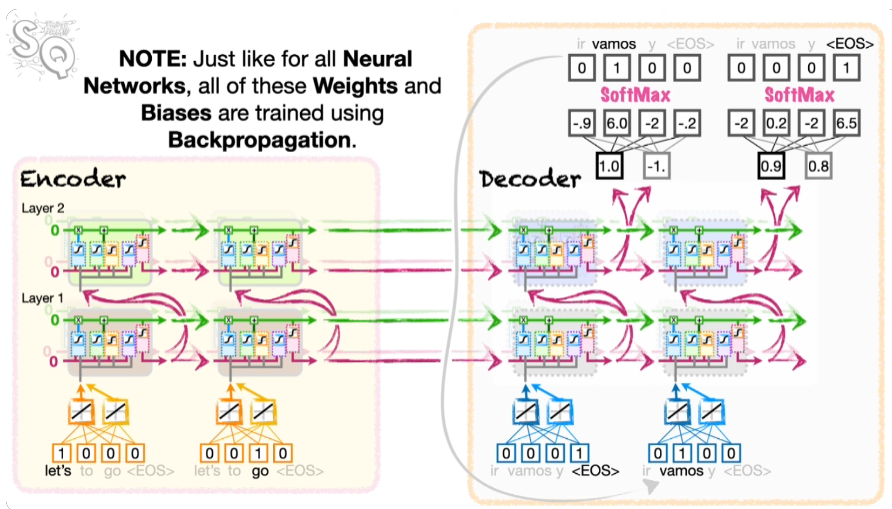 SQ
NOTE: Just like for all Neural
Networks, all of these Weights and
Biases are trained using
Backpropagation.
ir vamos y <EOS>
0 1 0 0
SoftMax
-.9 6.0 -2 -.2
1.0 -1.
ir vamos y <EOS>
0 0 0 1
SoftMax
-2 0.2 -2 6.5
0.9 0.8
Encoder
Decoder
Layer 2
0
0
0
0
Layer 1
0
0
0
0
1 0 0 0
let's to go <EOS>
0 0 1 0
let's to go <EOS>
0 0 0 1
ir vamos y <EOS>
0 1 0 0
ir vamos y <EOS>